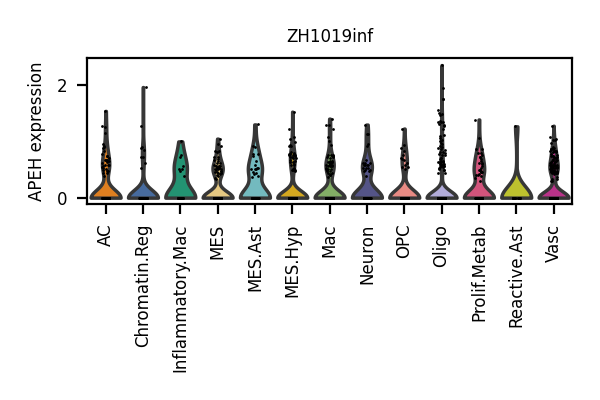 ZH1019inf
APEH expression
2
0
AC
Chromatin.Reg
Inflammatory.Mac
MES
MES.Ast
MES.Hyp
Mac
Neuron
OPC
Oligo
Prolif.Metab
Reactive.Ast
Vasc